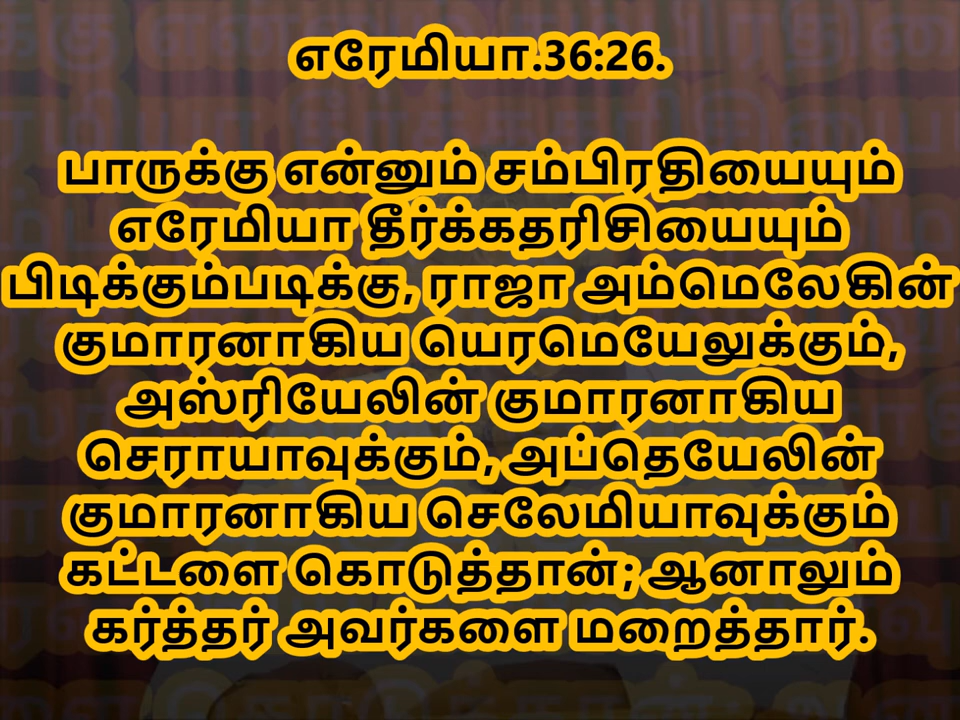 எரேமியா.36:26.
பாருக்கு என்னும் சம்பிரதியையும்
எரேமியா தீர்க்கதரிசியையும்
பிடிக்கும்படிக்கு, ராஜா அம்மெலேகின்
குமாரனாகிய யெரமெயேலுக்கும்,
அஸ்ரியேலின் குமாரனாகிய
செராயாவுக்கும், அப்தெயேலின்
குமாரனாகிய செலேமியாவுக்கும்
கட்டளை கொடுத்தான்; ஆனாலும்
கர்த்தர் அவர்களை மறைத்தார்.